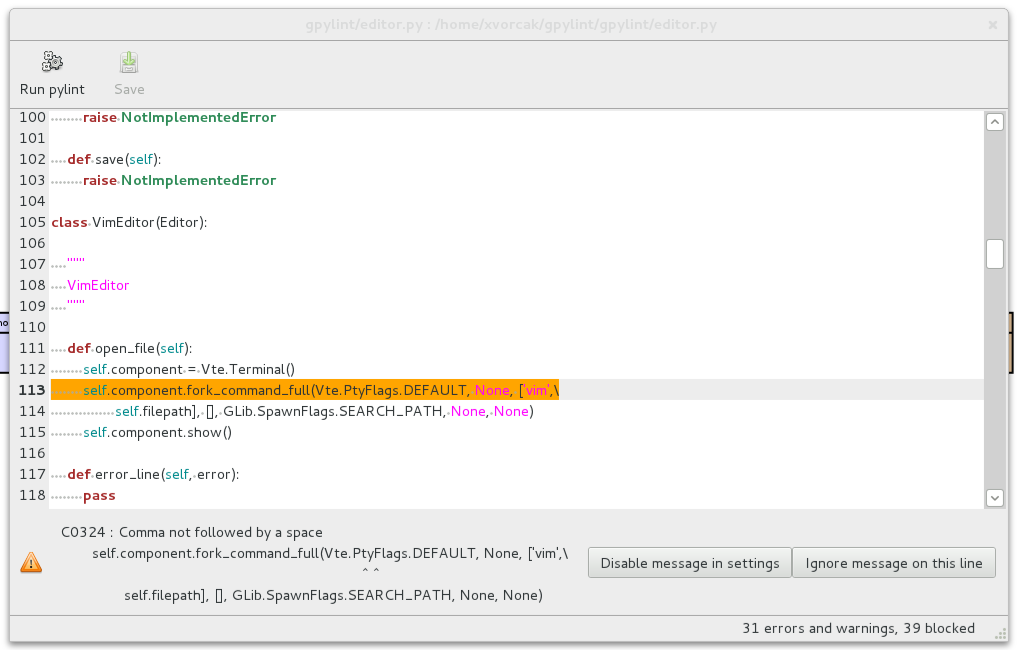 gpylint/editor.py : /home/xvorcak/gpylint/gpylint/editor.py
Run pylint
Save
100 ........raise·NotImplementedError
101
102 ....def·save(self):
103 ........raise·NotImplementedError
104
105 class·VimEditor(Editor):
106
107 ...."""
108 ....VimEditor
109 ...."""
110
111 ....def·open_file(self):
112 ........self.component·=·Vte.Terminal()
113 ........self.component.fork_command_full(Vte.PtyFlags.DEFAULT,·None,·['vim',\
114 ................self.filepath],·[],·GLib.SpawnFlags.SEARCH_PATH,·None,·None)
115 ........self.component.show()
116
117 ....def·error_line(self,·error):
118 ........pass
C0324 : Comma not followed by a space
self.component.fork_command_full(Vte.PtyFlags.DEFAULT, None, ['vim',\
^ ^
self.filepath], [], GLib.SpawnFlags.SEARCH_PATH, None, None)
Disable message in settings
Ignore message on this line
31 errors and warnings, 39 blocked